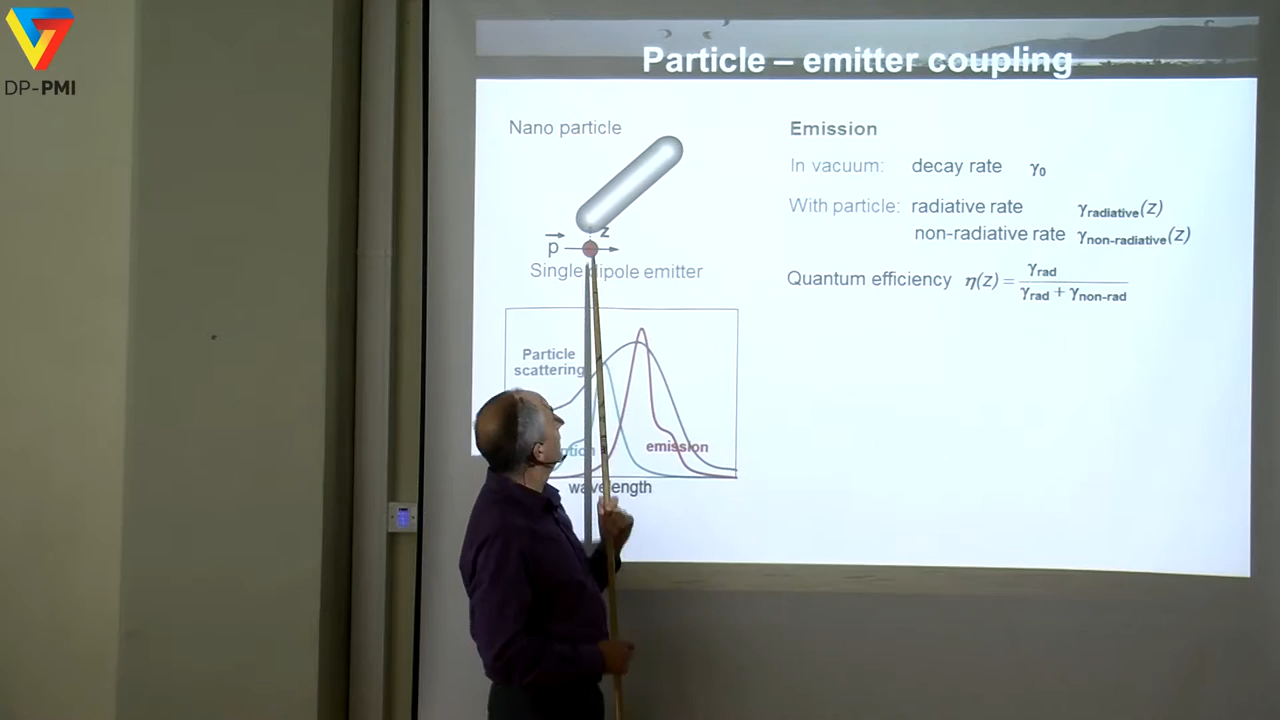 DP-PMI
Particle – emitter coupling
Nano particle
z
p
Single dipole emitter
Particle
scattering
emission
wavelength
Emission
In vacuum: decay rate γ0
With particle: radiative rate γradiative(z)
non-radiative rate γnon-radiative(z)
Quantum efficiency η(z) = γrad / γrad + γnon-rad